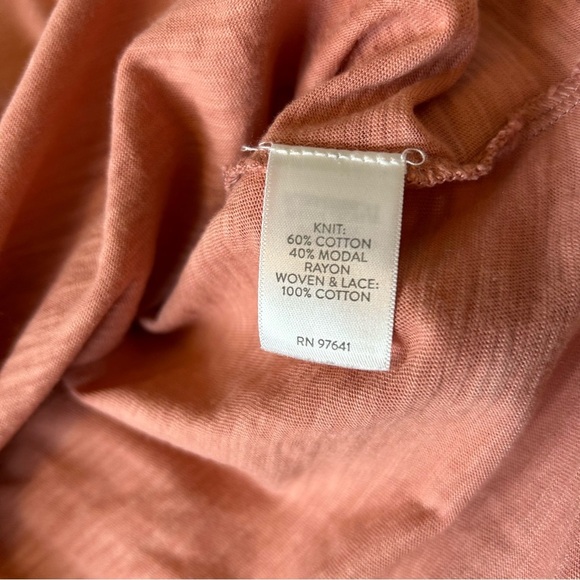 KNIT:
60% COTTON
40% MODAL
RAYON
WOVEN & LACE:
100% COTTON
RN 97641